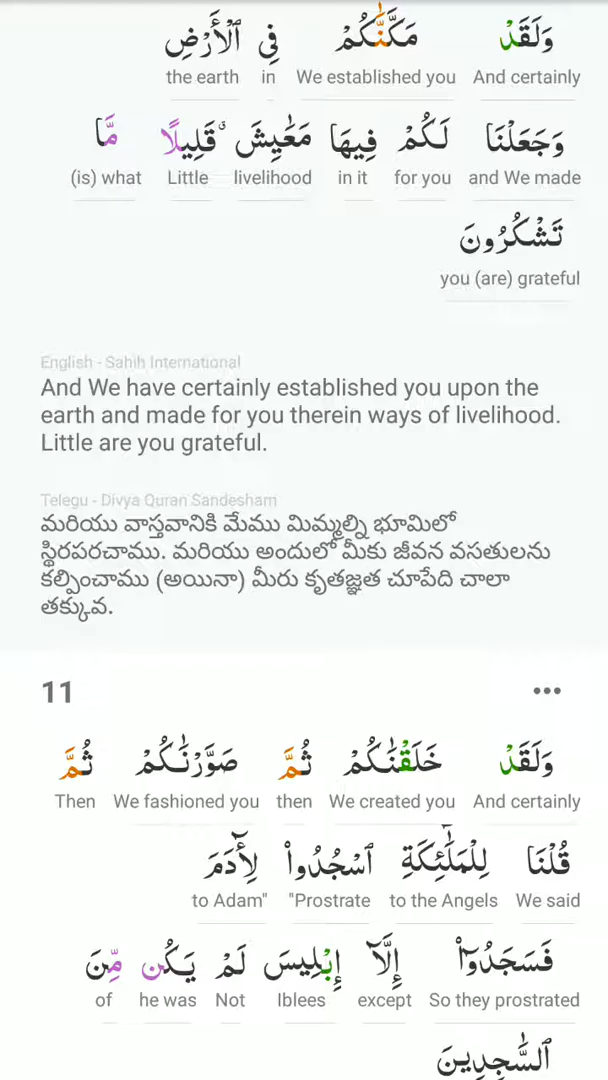 وَلَقَدْ مَكَّنَّٰكُمْ فِي ٱلْأَرْضِ
And certainly We established you in the earth
وَجَعَلْنَا لَكُمْ فِيهَا مَعَٰيِشَ ۗ قَلِيلًا مَّا
and We made for you in it livelihood Little (is) what
تَشْكُرُونَ
you (are) grateful
English - Sahih International
And We have certainly established you upon the
earth and made for you therein ways of livelihood.
Little are you grateful.
Telegu - Divya Quran Sandesham
మరియు వాస్తవానికి మేము మిమ్మల్ని భూమిలో
స్థిరపరచాము. మరియు అందులో మీకు జీవన వసతులను
కల్పించాము (అయినా) మీరు కృతజ్ఞత చూపేది చాలా
తక్కువ.
11
وَلَقَدْ خَلَقْنَٰكُمْ ثُمَّ صَوَّرْنَٰكُمْ ثُمَّ
And certainly We created you then We fashioned you Then
قُلْنَا لِلْمَلَٰٓئِكَةِ ٱسْجُدُوا۟ لِأٓدَمَ
We said to the Angels "Prostrate to Adam"
فَسَجَدُوٓا۟ إِلَّآ إِبْلِيسَ لَمْ يَكُن مِّنَ
So they prostrated except Iblees Not he was of
ٱلسَّٰجِدِينَ